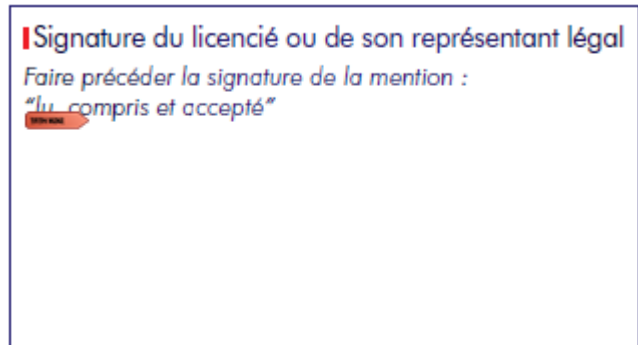 Signature du licencié ou de son représentant légal
Faire précéder la signature de la mention :
“lu, compris et accepté”